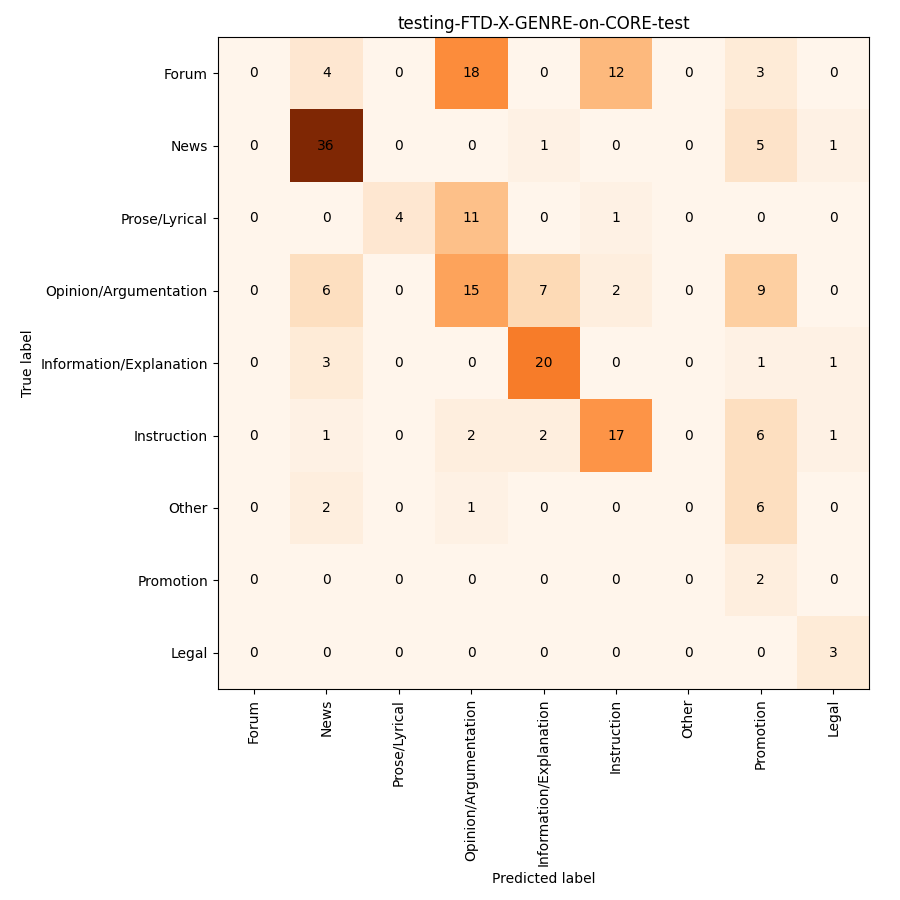 testing-FTD-X-GENRE-on-CORE-test
True label
Forum 0 4 0 18 0 12 0 3 0
News 0 36 0 0 1 0 0 5 1
Prose/Lyrical 0 0 4 11 0 1 0 0 0
Opinion/Argumentation 0 6 0 15 7 2 0 9 0
Information/Explanation 0 3 0 0 20 0 0 1 1
Instruction 0 1 0 2 2 17 0 6 1
Other 0 2 0 1 0 0 0 6 0
Promotion 0 0 0 0 0 0 0 2 0
Legal 0 0 0 0 0 0 0 0 3
Forum
News
Prose/Lyrical
Opinion/Argumentation
Information/Explanation
Instruction
Other
Promotion
Legal
Predicted label